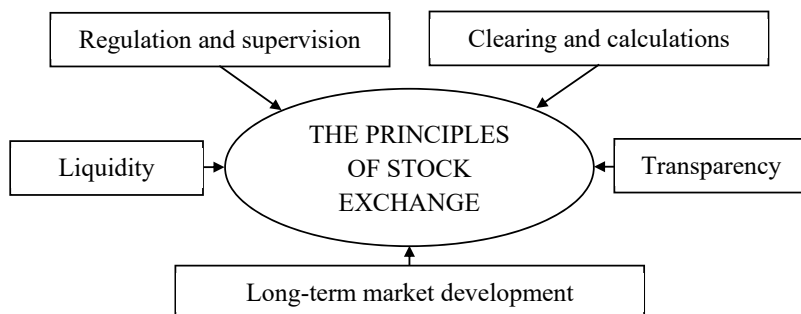 Regulation and supervision
Clearing and calculations
THE PRINCIPLES
OF STOCK
EXCHANGE
Liquidity
Transparency
Long-term market development